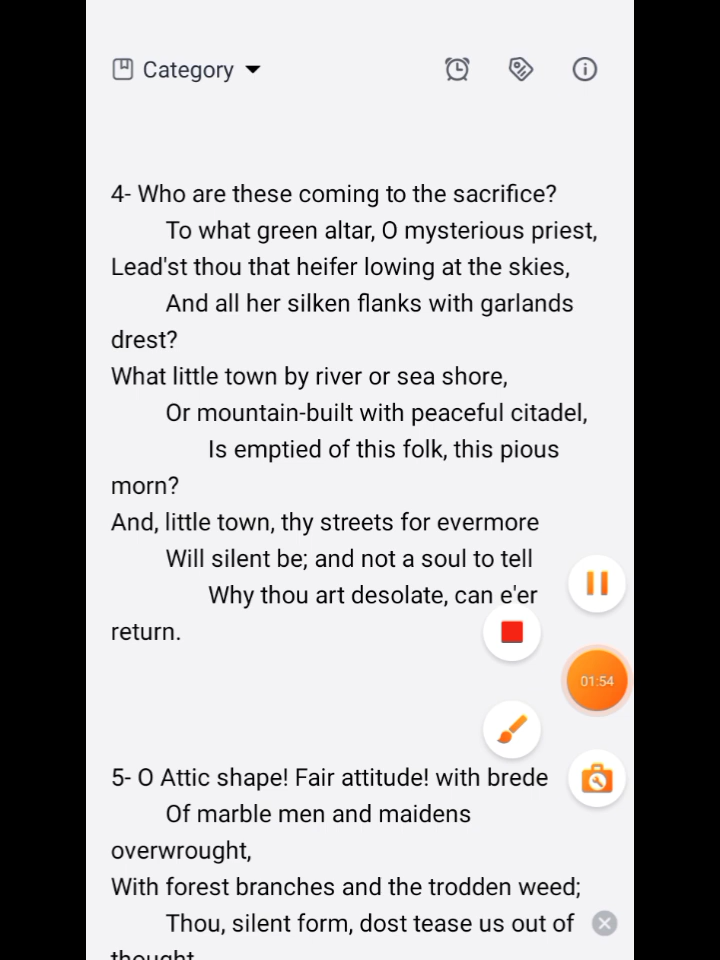 Category
4- Who are these coming to the sacrifice?
To what green altar, O mysterious priest,
Lead'st thou that heifer lowing at the skies,
And all her silken flanks with garlands
drest?
What little town by river or sea shore,
Or mountain-built with peaceful citadel,
Is emptied of this folk, this pious
morn?
And, little town, thy streets for evermore
Will silent be; and not a soul to tell
Why thou art desolate, can e'er
return.
01:54
5- O Attic shape! Fair attitude! with brede
Of marble men and maidens
overwrought,
With forest branches and the trodden weed;
Thou, silent form, dost tease us out of
thought